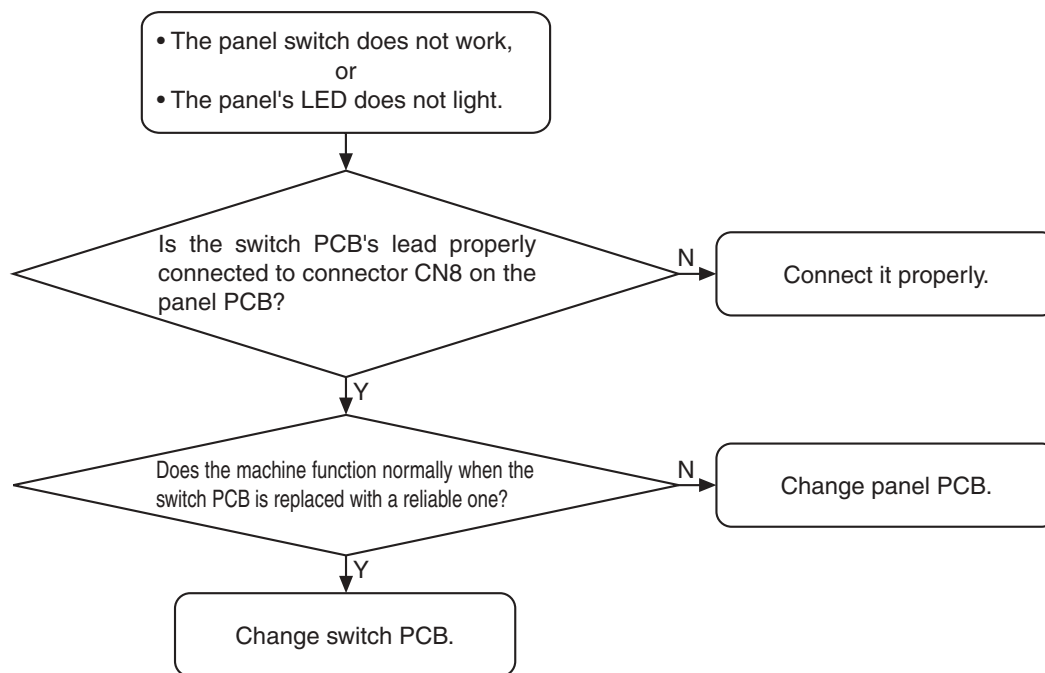 • The panel switch does not work,
or
• The panel's LED does not light.
Is the switch PCB's lead properly
connected to connector CN8 on the
panel PCB?
N
Connect it properly.
Y
Does the machine function normally when the
switch PCB is replaced with a reliable one?
N
Change panel PCB.
Y
Change switch PCB.